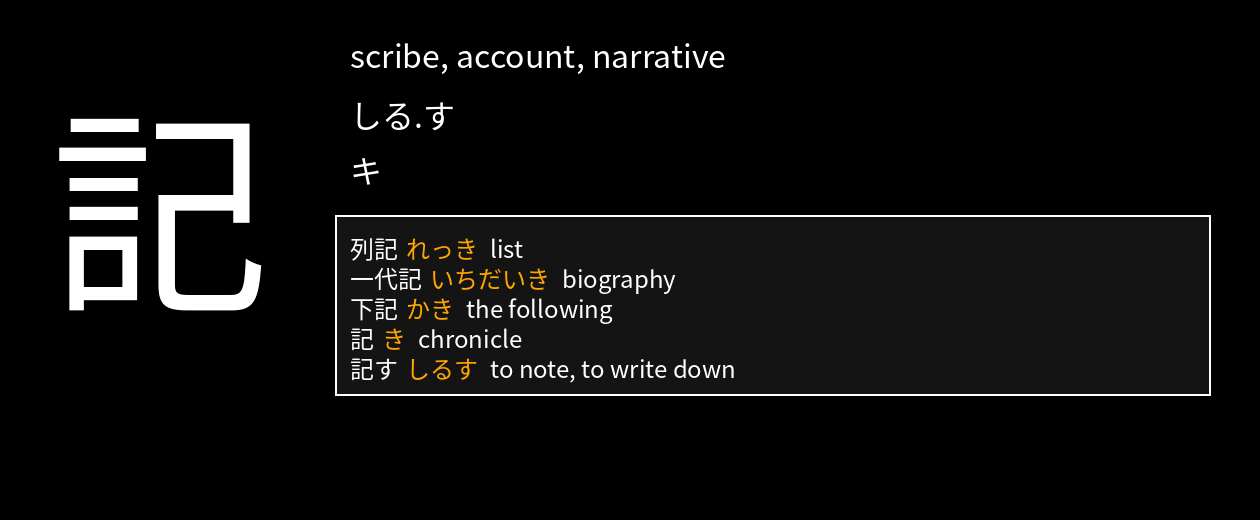 記
scribe, account, narrative
しる.す
キ
列記 れっき list
一代記 いちだいき biography
下記 かき the following
記 き chronicle
記す しるす to note, to write down